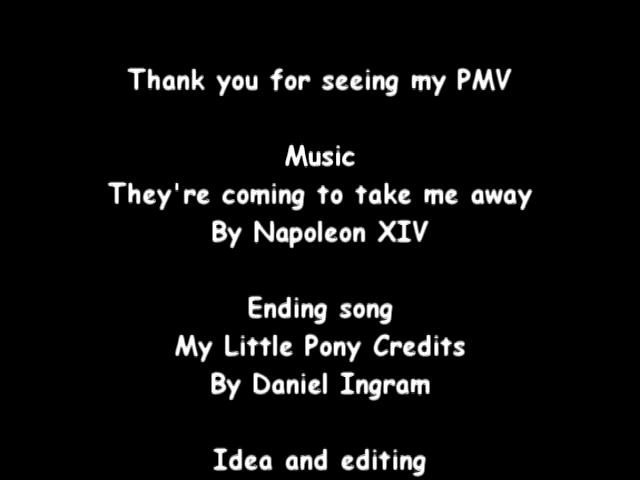 Thank you for seeing my PMV
Music
They're coming to take me away
By Napoleon XIV
Ending song
My Little Pony Credits
By Daniel Ingram
Idea and editing